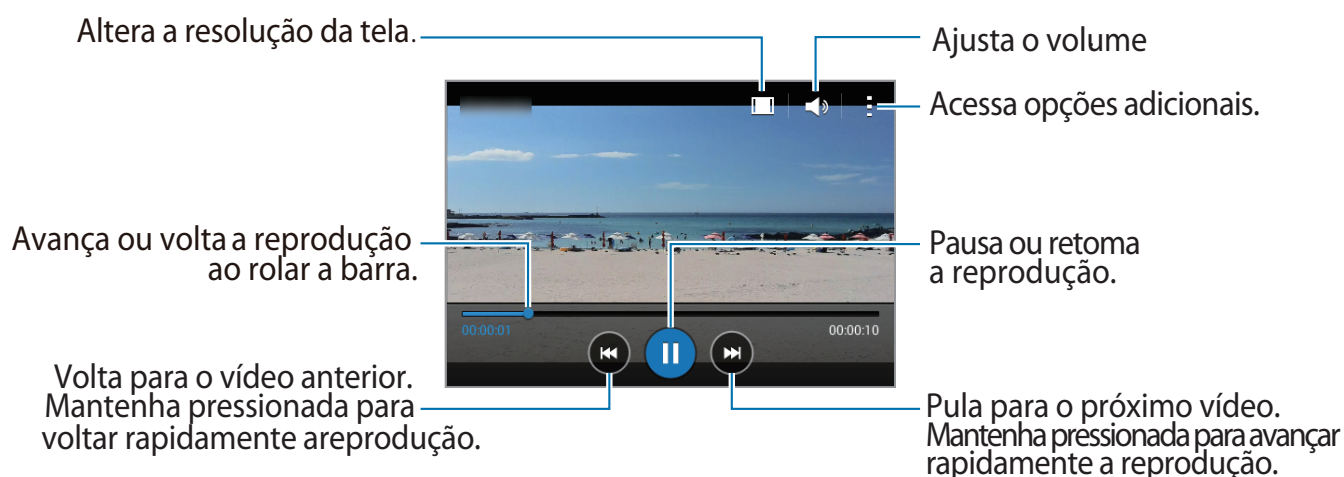 Altera a resolução da tela.
Ajusta o volume
Acessa opções adicionais.
Avança ou volta a reprodução
ao rolar a barra.
Pausa ou retoma
a reprodução.
00:00:01
00:00:10
Volta para o vídeo anterior.
Mantenha pressionada para
voltar rapidamente areprodução.
Pula para o próximo vídeo.
Mantenha pressionada para avançar
rapidamente a reprodução.